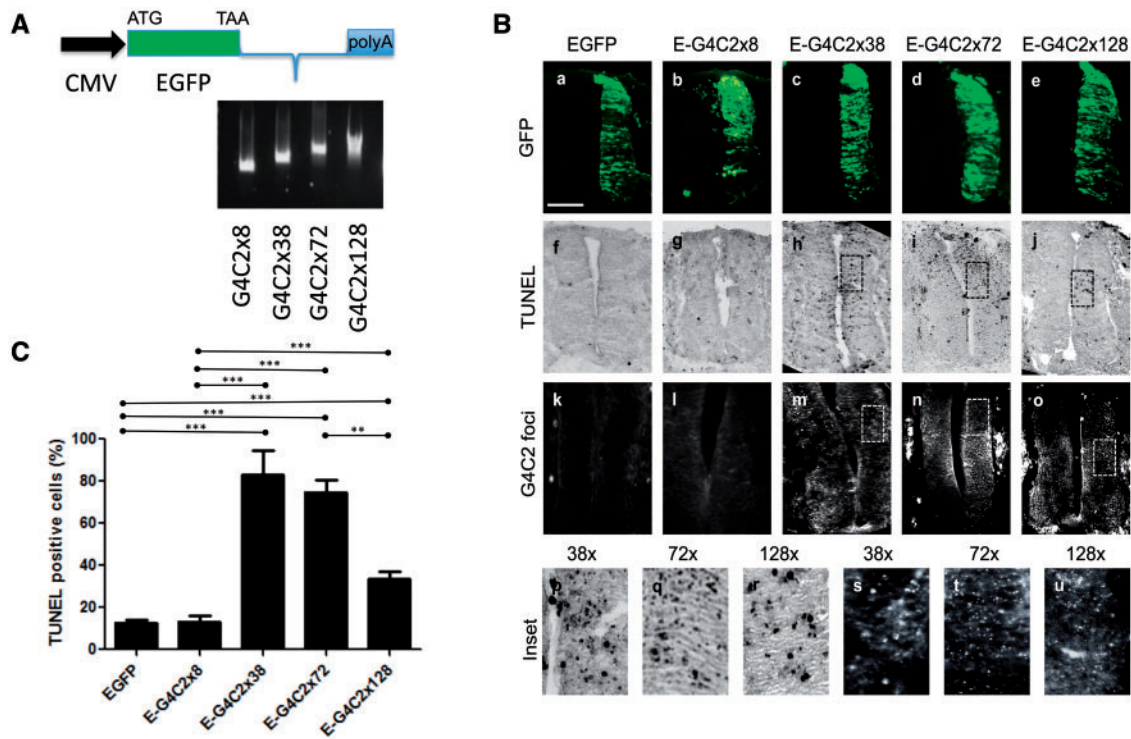 A
ATG TAA
polyA
CMV EGFP
G4C2x8
G4C2x38
G4C2x72
G4C2x128
B
EGFP E-G4C2x8 E-G4C2x38 E-G4C2x72 E-G4C2x128
GFP
a b c d e
TUNEL
f g h i j
G4C2 foci
k l m n o
38x 72x 128x 38x 72x 128x
Inset
p q r s t u
C
***
***
***
***
***
*** **
TUNEL positive cells (%)
100
80
60
40
20
0
EGFP
E-G4C2x8
E-G4C2x38
E-G4C2x72
E-G4C2x128